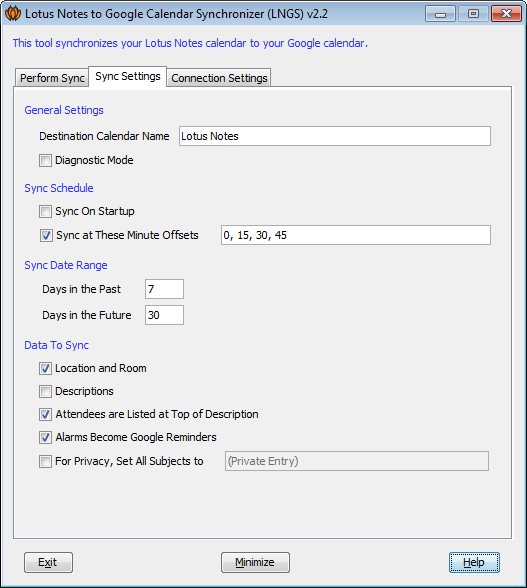 Lotus Notes to Google Calendar Synchronizer (LNGS) v2.2
This tool synchronizes your Lotus Notes calendar to your Google calendar.
Perform Sync Sync Settings Connection Settings
General Settings
Destination Calendar Name Lotus Notes
Diagnostic Mode
Sync Schedule
Sync On Startup
Sync at These Minute Offsets 0, 15, 30, 45
Sync Date Range
Days in the Past 7
Days in the Future 30
Data To Sync
Location and Room
Descriptions
Attendees are Listed at Top of Description
Alarms Become Google Reminders
For Privacy, Set All Subjects to (Private Entry)
Exit Minimize Help